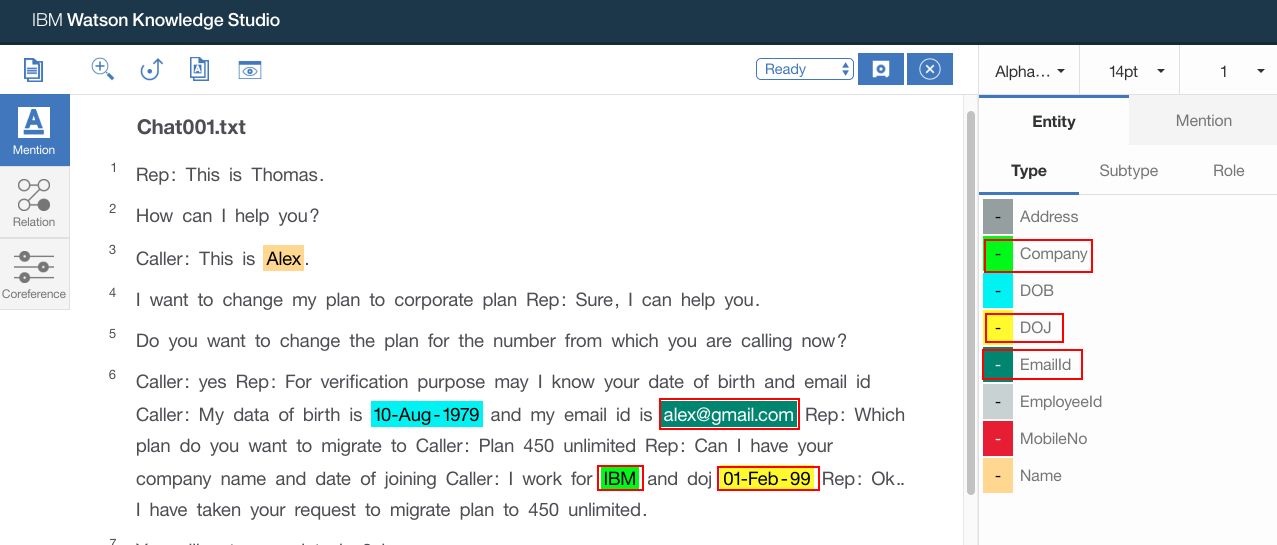 IBM Watson Knowledge Studio
Ready
Alpha...
14pt
1
Mention
Relation
Coreference
Chat001.txt
1 Rep: This is Thomas.
2 How can I help you?
3 Caller: This is Alex.
4 I want to change my plan to corporate plan Rep: Sure, I can help you.
5 Do you want to change the plan for the number from which you are calling now?
6 Caller: yes Rep: For verification purpose may I know your date of birth and email id
Caller: My data of birth is 10-Aug-1979 and my email id is alex@gmail.com Rep: Which
plan do you want to migrate to Caller: Plan 450 unlimited Rep: Can I have your
company name and date of joining Caller: I work for IBM and doj 01-Feb-99 Rep: Ok..
I have taken your request to migrate plan to 450 unlimited.
7
Entity
Mention
Type
Subtype
Role
- Address
- Company
- DOB
- DOJ
- EmailId
- EmployeeId
- MobileNo
- Name